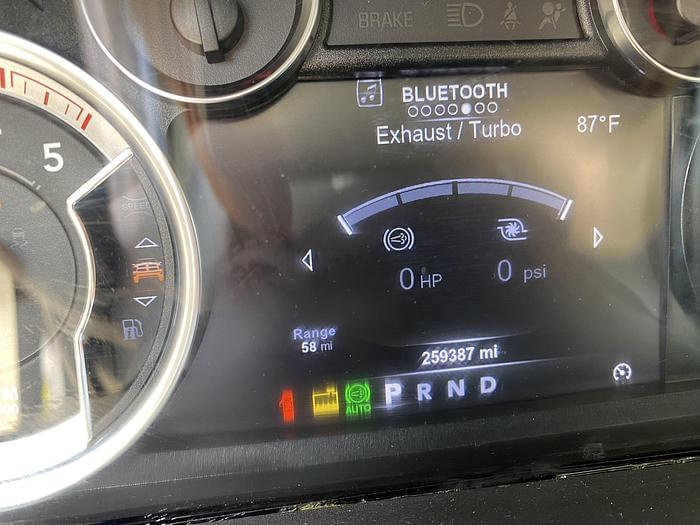 BRAKE
BLUETOOTH
Exhaust / Turbo
87°F
5
0 HP
0 psi
Range
58 mi
259387 mi
AUTO
P R N D